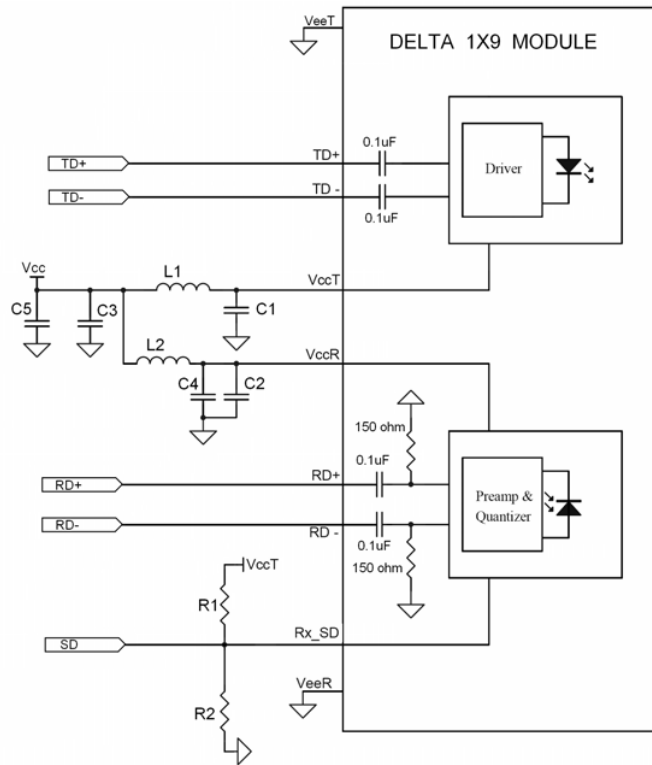 VeeT
DELTA 1X9 MODULE
0.1uF
TD+
TD+
Driver
TD-
TD -
0.1uF
Vcc
L1
VccT
C5
C3
C1
L2
VccR
C4
C2
150 ohm
0.1uF
RD+
RD+
Preamp &
Quantizer
RD-
RD -
0.1uF
150 ohm
VccT
R1
Rx_SD
SD
VeeR
R2